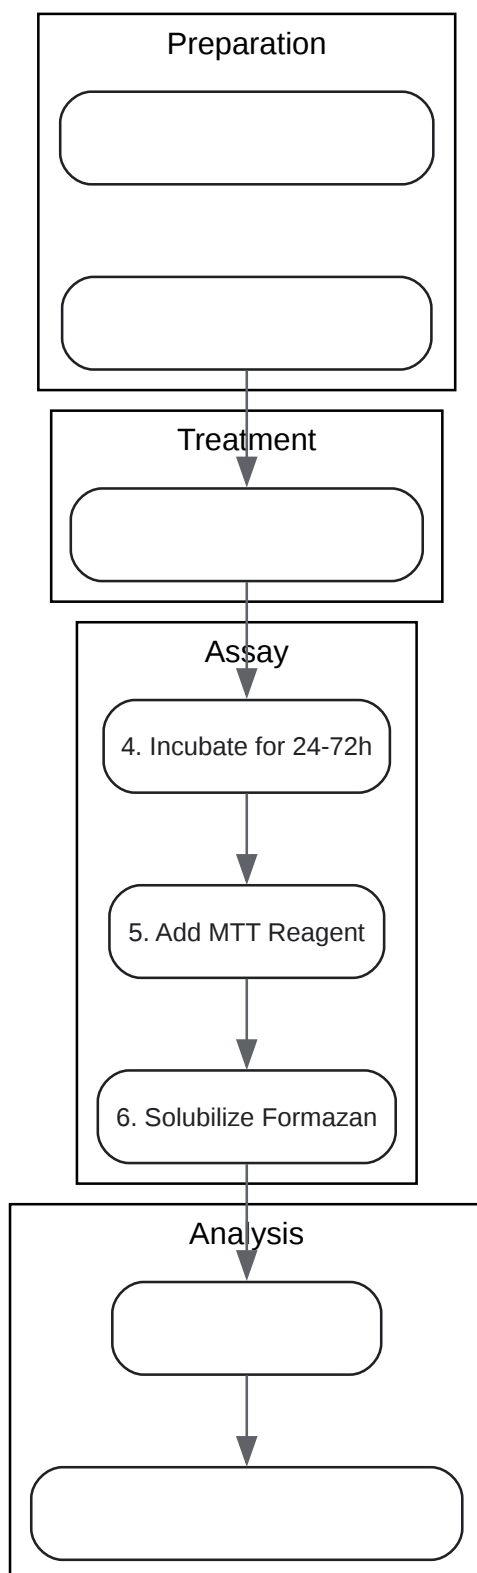 Preparation
Treatment
Assay
4. Incubate for 24-72h
5. Add MTT Reagent
6. Solubilize Formazan
Analysis